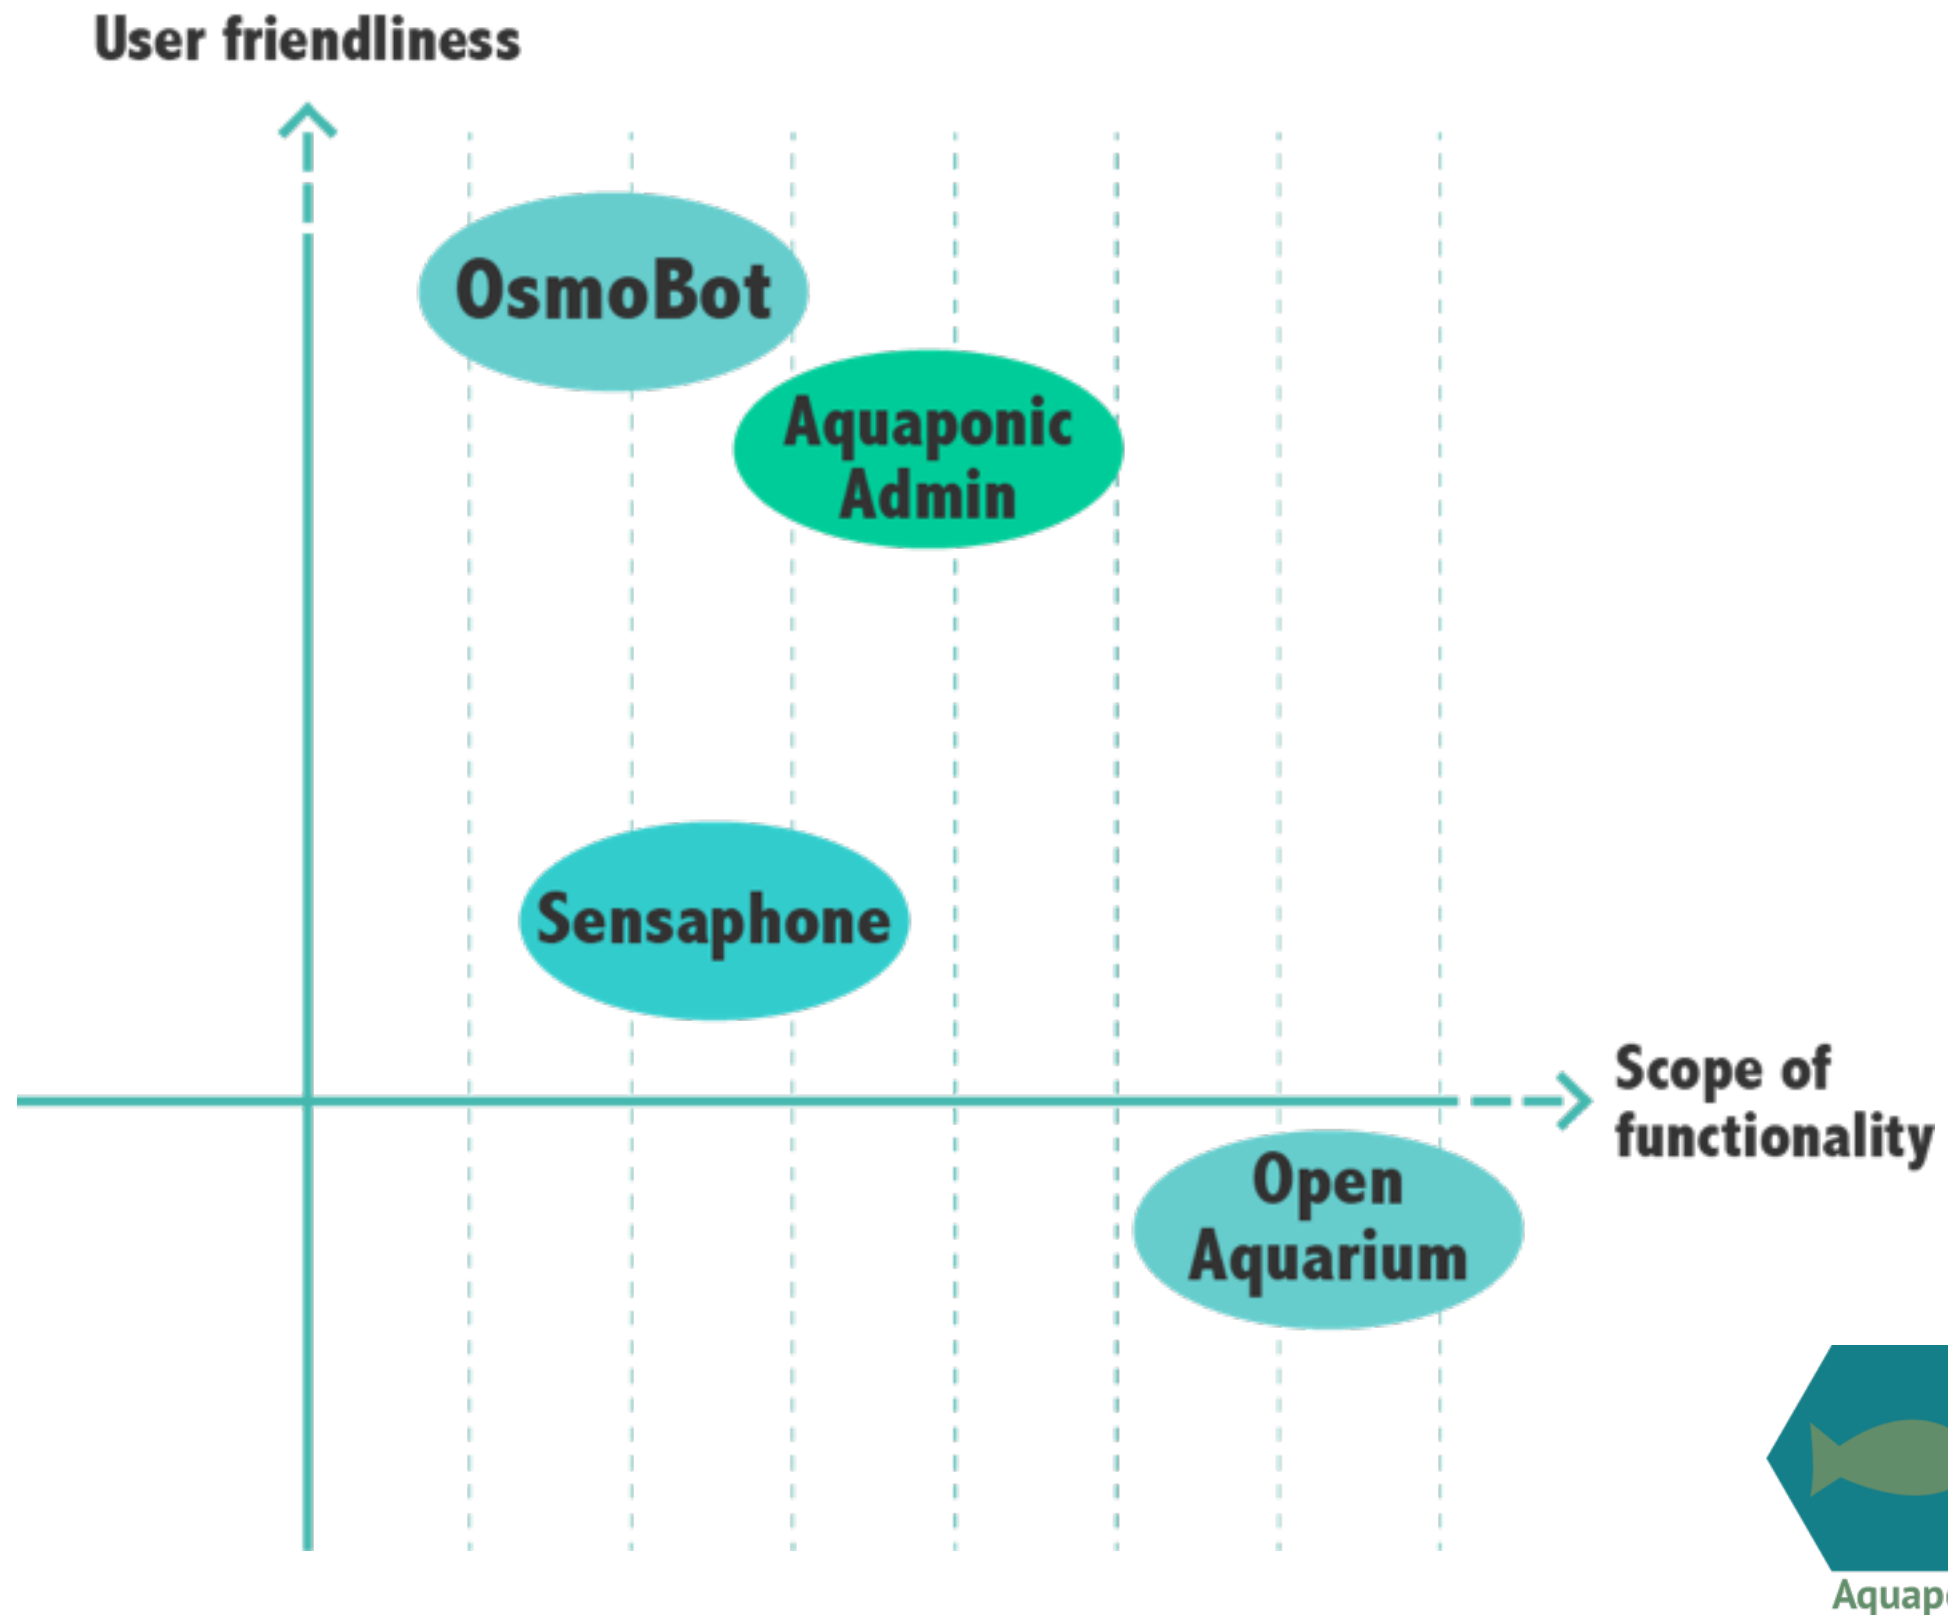 User friendliness
OsmoBot
Aquaponic
Admin
Sensaphone
Scope of
functionality
Open
Aquarium